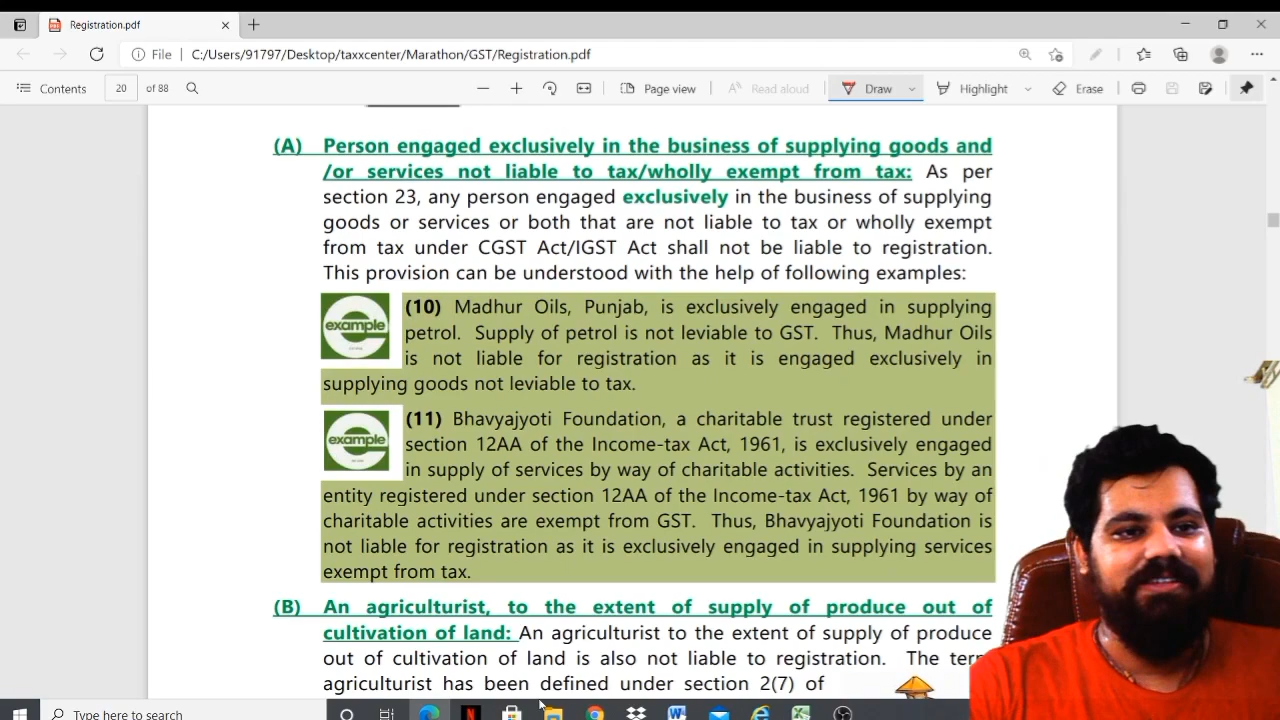 Registration.pdf
File C:/Users/91797/Desktop/taxxcenter/Marathon/GST/Registration.pdf
Contents 20 of 88 Page view Read aloud Draw Highlight Erase
(A) Person engaged exclusively in the business of supplying goods and
/or services not liable to tax/wholly exempt from tax: As per
section 23, any person engaged exclusively in the business of supplying
goods or services or both that are not liable to tax or wholly exempt
from tax under CGST Act/IGST Act shall not be liable to registration.
This provision can be understood with the help of following examples:
example
(10) Madhur Oils, Punjab, is exclusively engaged in supplying
petrol. Supply of petrol is not leviable to GST. Thus, Madhur Oils
is not liable for registration as it is engaged exclusively in
supplying goods not leviable to tax.
example
(11) Bhavyajyoti Foundation, a charitable trust registered under
section 12AA of the Income-tax Act, 1961, is exclusively engaged
in supply of services by way of charitable activities. Services by an
entity registered under section 12AA of the Income-tax Act, 1961 by way of
charitable activities are exempt from GST. Thus, Bhavyajyoti Foundation is
not liable for registration as it is exclusively engaged in supplying services
exempt from tax.
(B) An agriculturist, to the extent of supply of produce out of
cultivation of land: An agriculturist to the extent of supply of produce
out of cultivation of land is also not liable to registration. The term
agriculturist has been defined under section 2(7) of
Type here to search